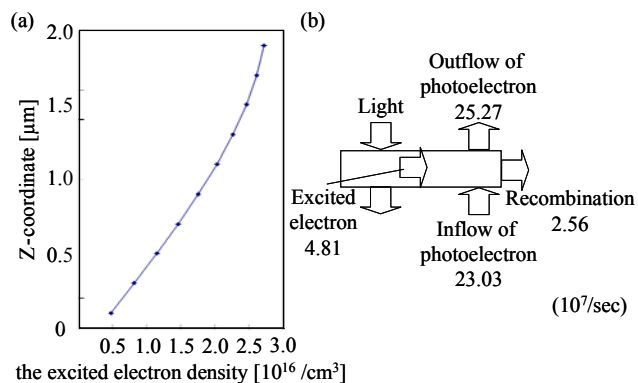 (a)
Z-coordinate [µm]
2.0
1.5
1.0
0.5
0
0.5 1.0 1.5 2.0 2.5 3.0
the excited electron density [10¹⁶ /cm³]
(b)
Light
Outflow of
photoelectron
25.27
Excited
electron
4.81
Recombination
2.56
Inflow of
photoelectron
23.03
(10⁷/sec)